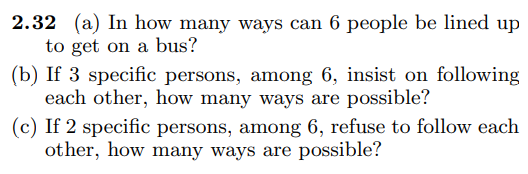 2.32 (a) In how many ways can 6 people be lined up
to get on a bus?
(b) If 3 specific persons, among 6, insist on following
each other, how many ways are possible?
(c) If 2 specific persons, among 6, refuse to follow each
other, how many ways are possible?